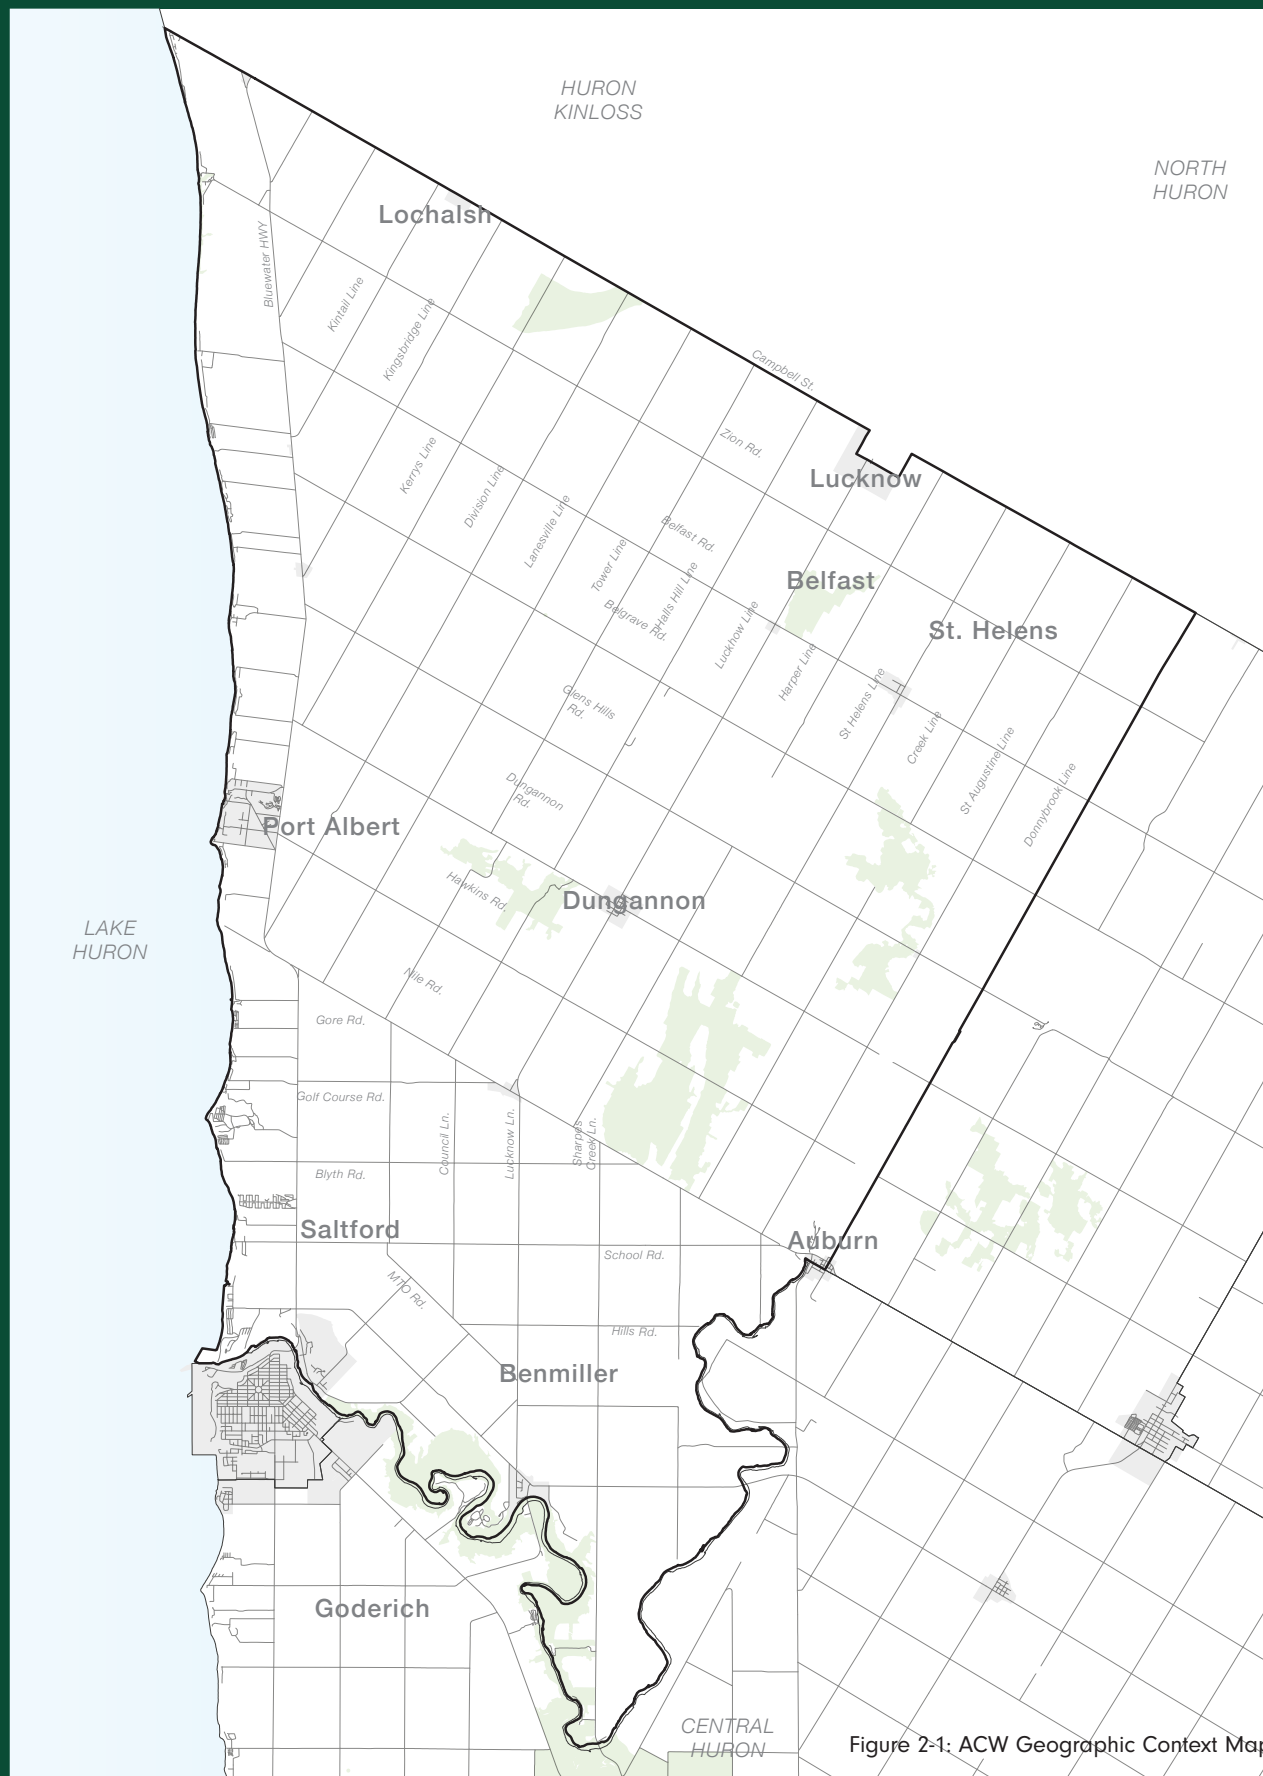 HURON
KINLOSS
NORTH
HURON
Lochalsh
Bluewater HWY
Kintail Line
Kingsbridge Line
Campbell St.
Zion Rd.
Kerrys Line
Division Line
Lucknow
Lanesville Line
Belfast Rd.
Tower Line
Halls Hill Line
Belfast
Belgrave Rd.
Luckhow Line
St. Helens
Harper Line
St Helens Line
Glens Hills
Rd.
Creek Line
St Augustine Line
Donnybrook Line
Dungannon
Rd.
Port Albert
Hawkins Rd.
Dungannon
LAKE
HURON
Nile Rd.
Gore Rd.
Golf Course Rd.
Council Ln.
Lucknow Ln.
Sharpes
Creek Ln.
Blyth Rd.
Saltford
Auburn
School Rd.
MTO Rd.
Hills Rd.
Benmiller
Goderich
CENTRAL
HURON
Figure 2-1: ACW Geographic Context Map